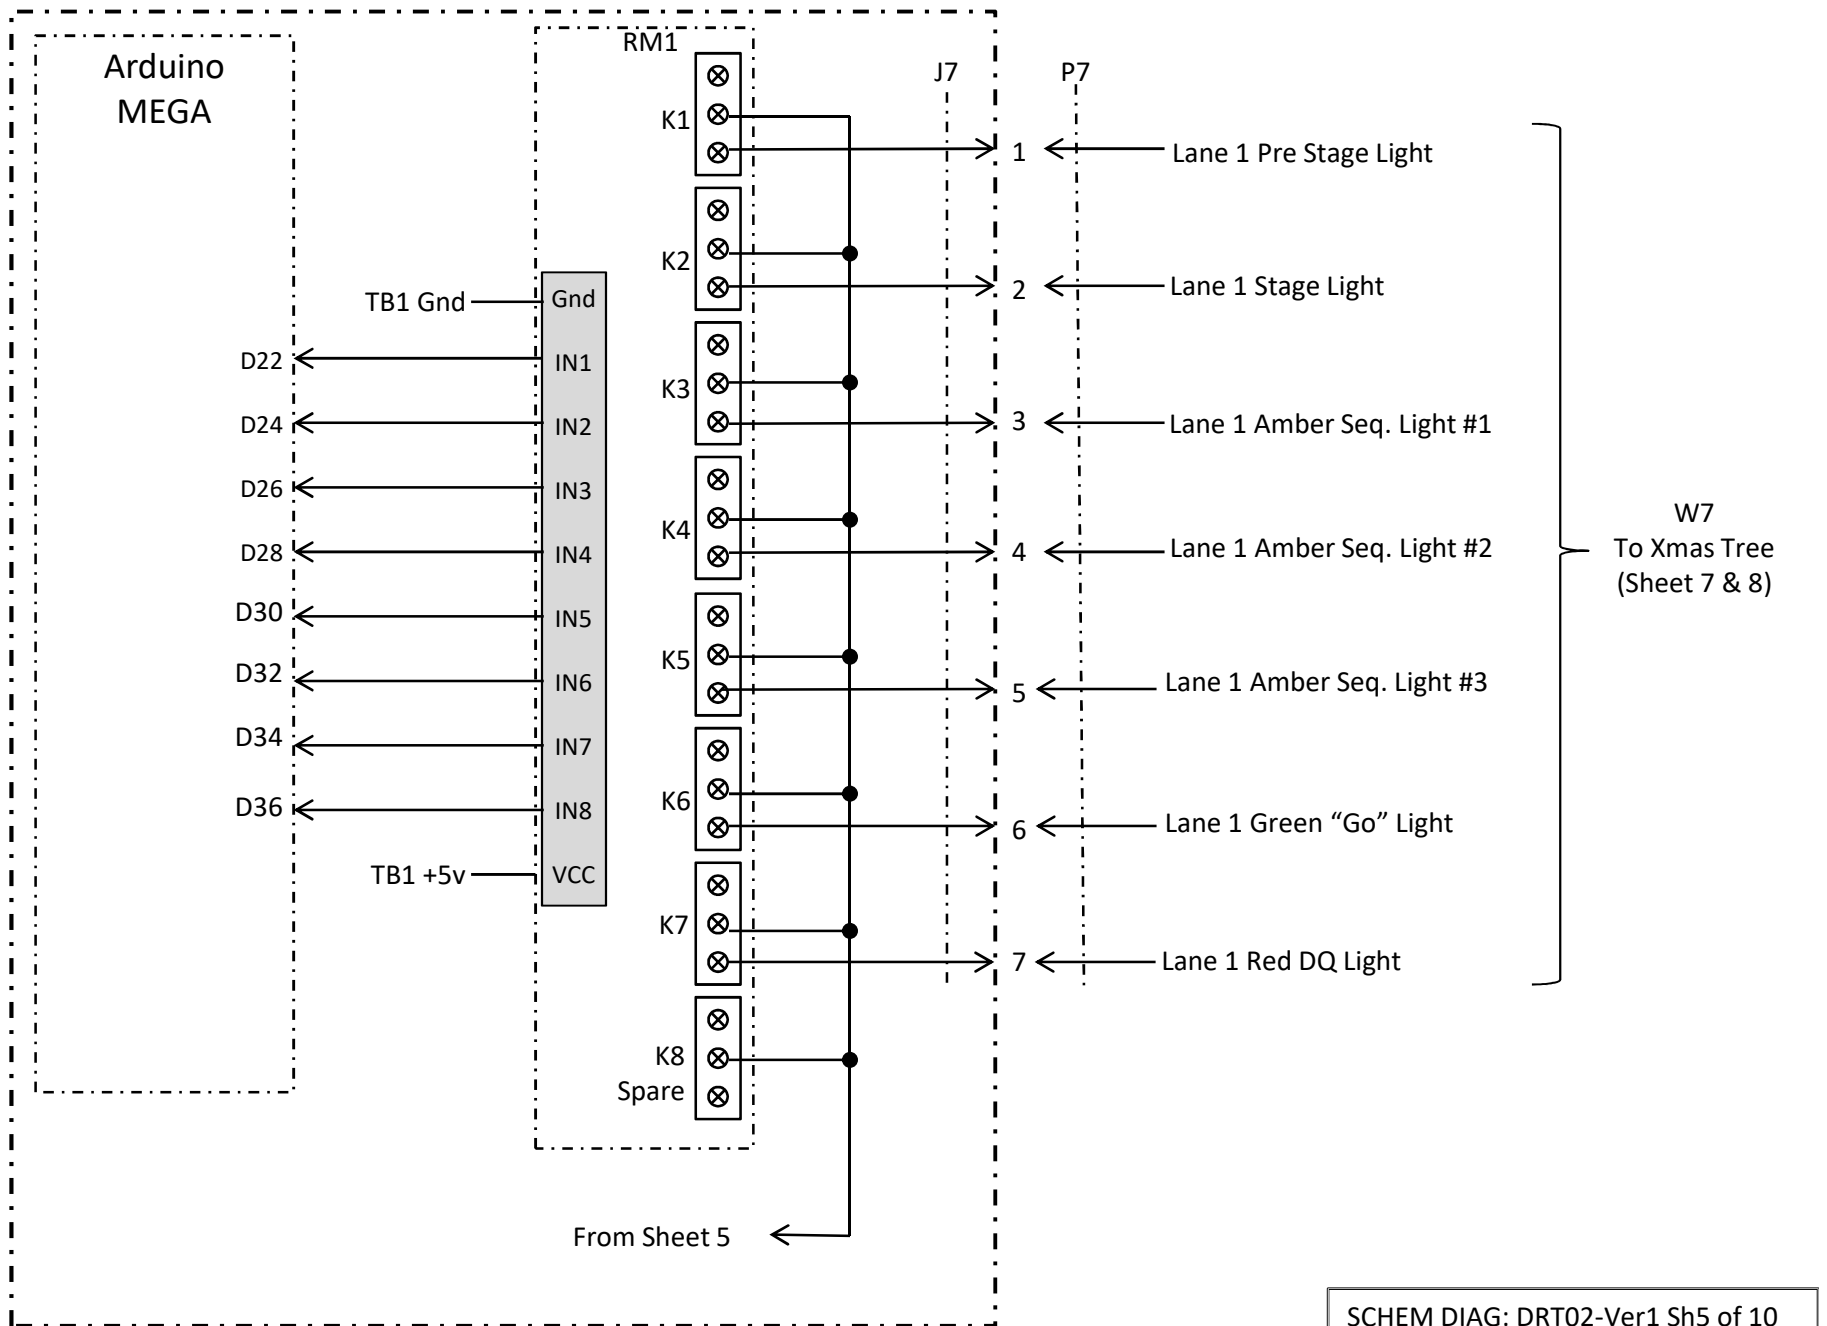 Arduino
MEGA
RM1
J7
P7
K1
1
Lane 1 Pre Stage Light
K2
2
Lane 1 Stage Light
TB1 Gnd
Gnd
D22
IN1
K3
3
Lane 1 Amber Seq. Light #1
D24
IN2
D26
IN3
K4
4
Lane 1 Amber Seq. Light #2
D28
IN4
W7
To Xmas Tree
(Sheet 7 & 8)
D30
IN5
K5
5
Lane 1 Amber Seq. Light #3
D32
IN6
D34
IN7
K6
6
Lane 1 Green “Go” Light
D36
IN8
TB1 +5v
VCC
K7
7
Lane 1 Red DQ Light
K8
Spare
From Sheet 5
SCHEM DIAG: DRT02-Ver1 Sh5 of 10